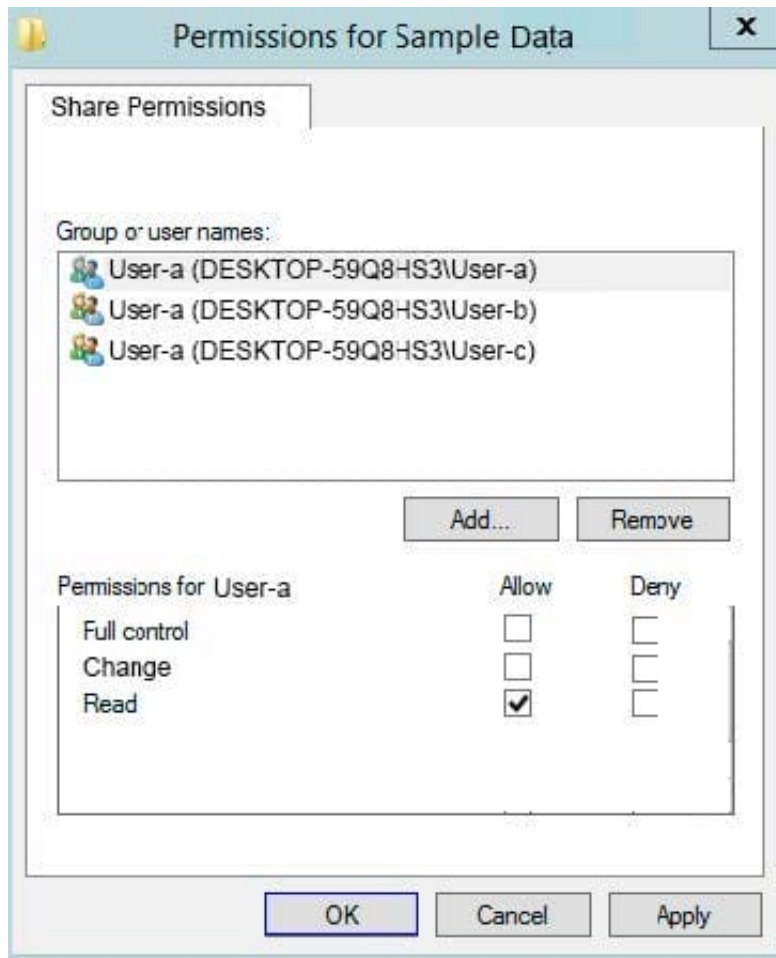 Permissions for Sample Data
X
Share Permissions
Group or user names:
User-a (DESKTOP-59Q8HS3\User-a)
User-a (DESKTOP-59Q8HS3\User-b)
User-a (DESKTOP-59Q8HS3\User-c)
Add... Remove
Permissions for User-a Allow Deny
Full control
Change
Read
OK Cancel Apply